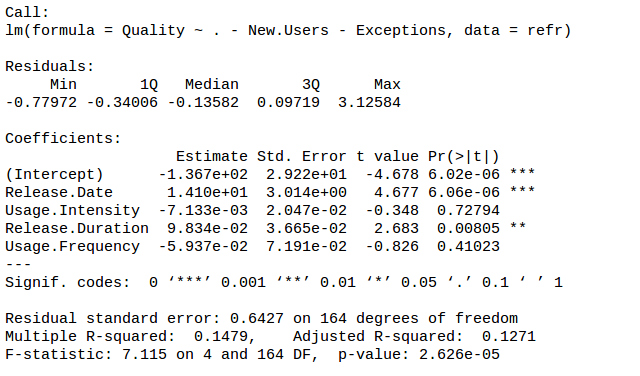 Call:
lm(formula = Quality ~ . - New.Users - Exceptions, data = refr)

Residuals:
     Min       1Q   Median       3Q      Max
-0.77972 -0.34006 -0.13582  0.09719  3.12584

Coefficients:
                   Estimate Std. Error t value Pr(>|t|)
(Intercept)      -1.367e+02  2.922e+01  -4.678 6.02e-06 ***
Release.Date      1.410e+01  3.014e+00   4.677 6.06e-06 ***
Usage.Intensity  -7.133e-03  2.047e-02  -0.348  0.72794
Release.Duration  9.834e-02  3.665e-02   2.683  0.00805 **
Usage.Frequency  -5.937e-02  7.191e-02  -0.826  0.41023
---
Signif. codes:  0 ‘***’ 0.001 ‘**’ 0.01 ‘*’ 0.05 ‘.’ 0.1 ‘ ’ 1

Residual standard error: 0.6427 on 164 degrees of freedom
Multiple R-squared:  0.1479,    Adjusted R-squared:  0.1271
F-statistic: 7.115 on 4 and 164 DF,  p-value: 2.626e-05